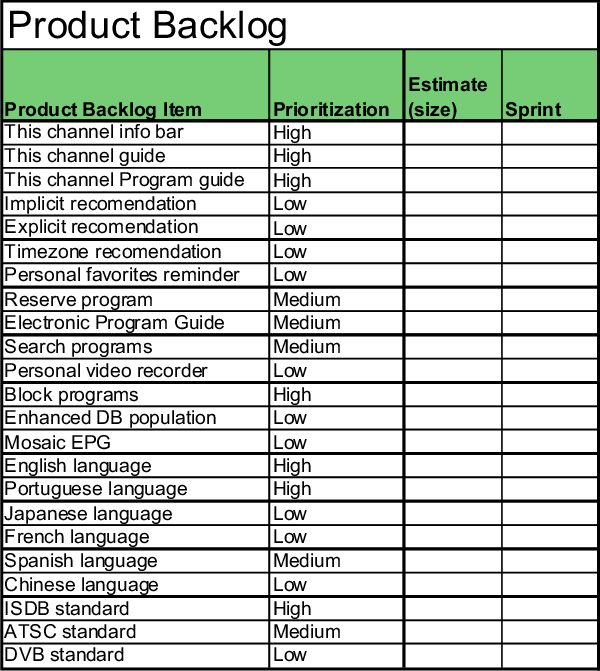 Product Backlog
Product Backlog Item Prioritization Estimate (size) Sprint
This channel info bar High
This channel guide High
This channel Program guide High
Implicit recomendation Low
Explicit recomendation Low
Timezone recomendation Low
Personal favorites reminder Low
Reserve program Medium
Electronic Program Guide Medium
Search programs Medium
Personal video recorder Low
Block programs High
Enhanced DB population Low
Mosaic EPG Low
English language High
Portuguese language High
Japanese language Low
French language Low
Spanish language Medium
Chinese language Low
ISDB standard High
ATSC standard Medium
DVB standard Low